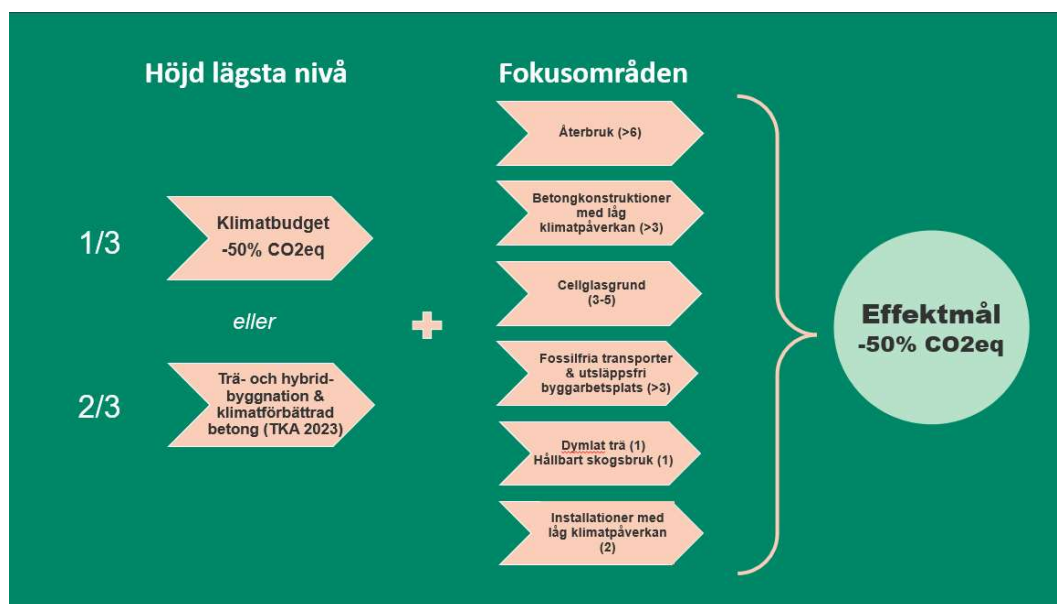 Höjd lägsta nivå
1/3
Klimatbudget
-50% CO2eq
eller
2/3
Trä- och hybrid-
byggnation &
klimatförbättrad
betong (TKA 2023)
Fokusområden
Återbruk (>6)
Betongkonstruktioner
med låg
klimatpåverkan (>3)
Cellglasgrund
(3-5)
Fossilfria transporter
& utsläppsfri
byggarbetsplats (>3)
Dymlat trä (1)
Hållbart skogsbruk (1)
Installationer med
låg klimatpåverkan
(2)
Effektmål
-50% CO2eq